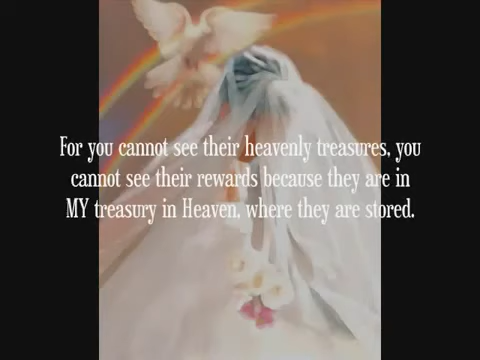 For you cannot see their heavenly treasures, you
cannot see their rewards because they are in
MY treasury in Heaven, where they are stored.